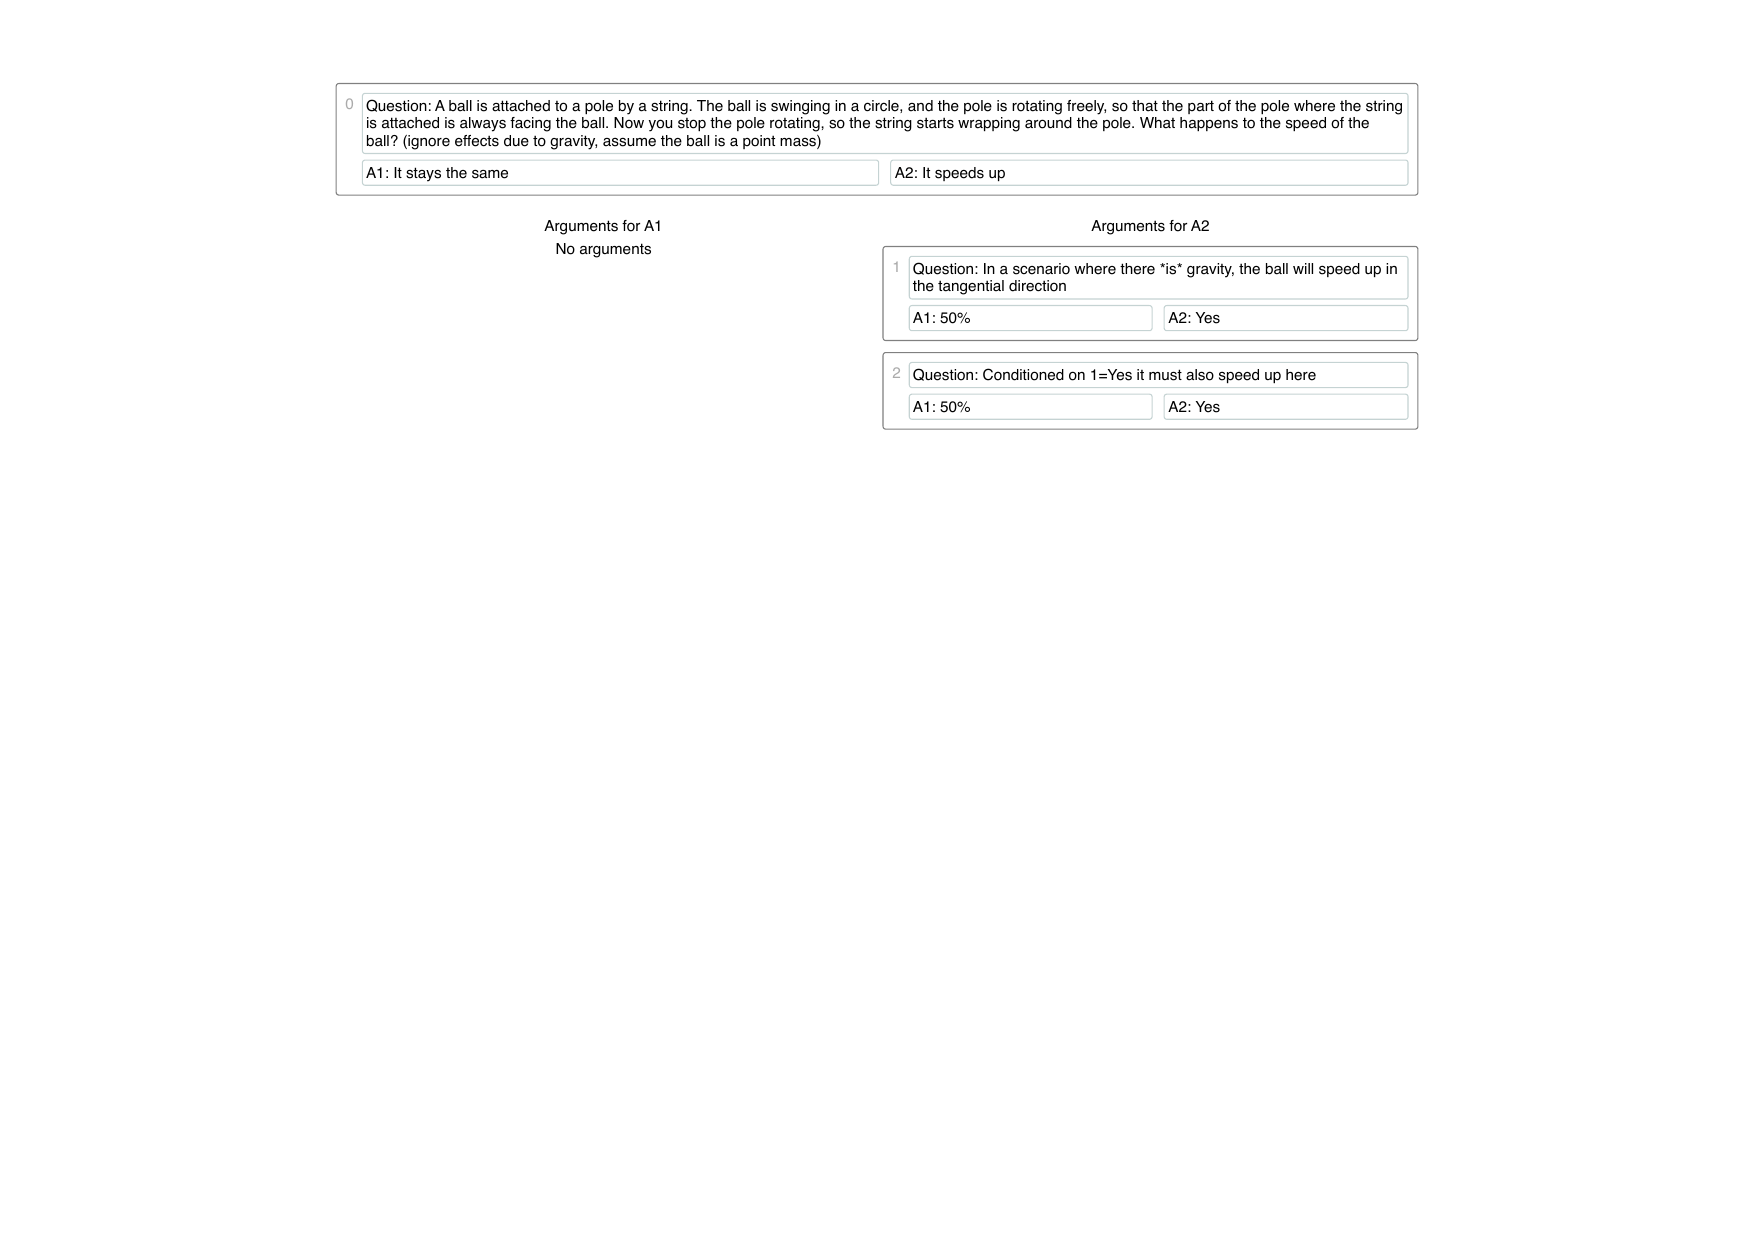 0
Question: A ball is attached to a pole by a string. The ball is swinging in a circle, and the pole is rotating freely, so that the part of the pole where the string
is attached is always facing the ball. Now you stop the pole rotating, so the string starts wrapping around the pole. What happens to the speed of the
ball? (ignore effects due to gravity, assume the ball is a point mass)
A1: It stays the same
A2: It speeds up
Arguments for A1
No arguments
Arguments for A2
1
Question: In a scenario where there *is* gravity, the ball will speed up in
the tangential direction
A1: 50%
A2: Yes
2
Question: Conditioned on 1=Yes it must also speed up here
A1: 50%
A2: Yes